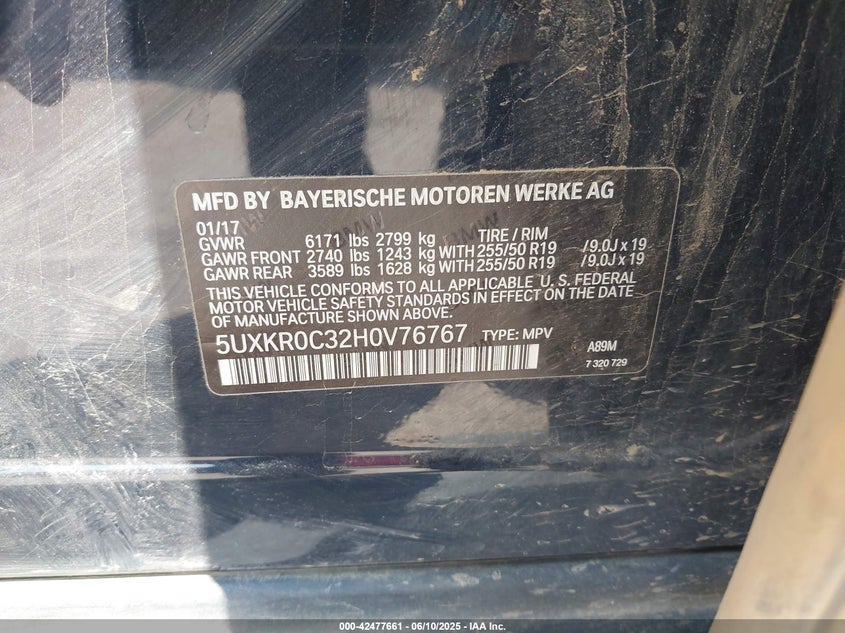 MFD BY BAYERISCHE MOTOREN WERKE AG
01/17
GVWR 6171 lbs 2799 kg TIRE / RIM
GAWR FRONT 2740 lbs 1243 kg WITH 255/50 R19 /9.0J x 19
GAWR REAR 3589 lbs 1628 kg WITH 255/50 R19 /9.0J x 19
THIS VEHICLE CONFORMS TO ALL APPLICABLE U. S. FEDERAL
MOTOR VEHICLE SAFETY STANDARDS IN EFFECT ON THE DATE
OF MANUFACTURE SHOWN ABOVE.
5UXKR0C32H0V76767 TYPE: MPV
A89M
7 320 729
000-42477661 - 06/10/2025 - IAA Inc.